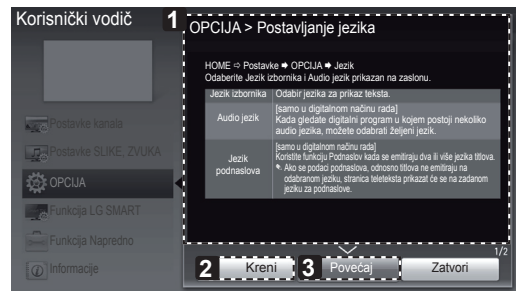 Korisnički vodič
1
OPCIJA > Postavljanje jezika
HOME ⇨ Postavke ➡ OPCIJA ➡ Jezik
Odaberite Jezik izbornika i Audio jezik prikazan na zaslonu.
Jezik izbornika Odabir jezika za prikaz teksta.
Audio jezik
[samo u digitalnom načinu rada]
Kada gledate digitalni program u kojem postoji nekoliko
audio jezika, možete odabrati željeni jezik.
Jezik
podnaslova
[samo u digitalnom načinu rada]
Koristite funkciju Podnaslov kada se emitiraju dva ili više jezika titlova.
✎ Ako se podaci podnaslova, odnosno titlova ne emitiraju na
odabranom jeziku, stranica teleteksta prikazat će se na zadanom
jeziku za podnaslove.
Postavke kanala
Postavke SLIKE, ZVUKA
OPCIJA
Funkcija LG SMART
Funkcija Napredno
Informacije
1/2
2 Kreni
3 Povećaj
Zatvori